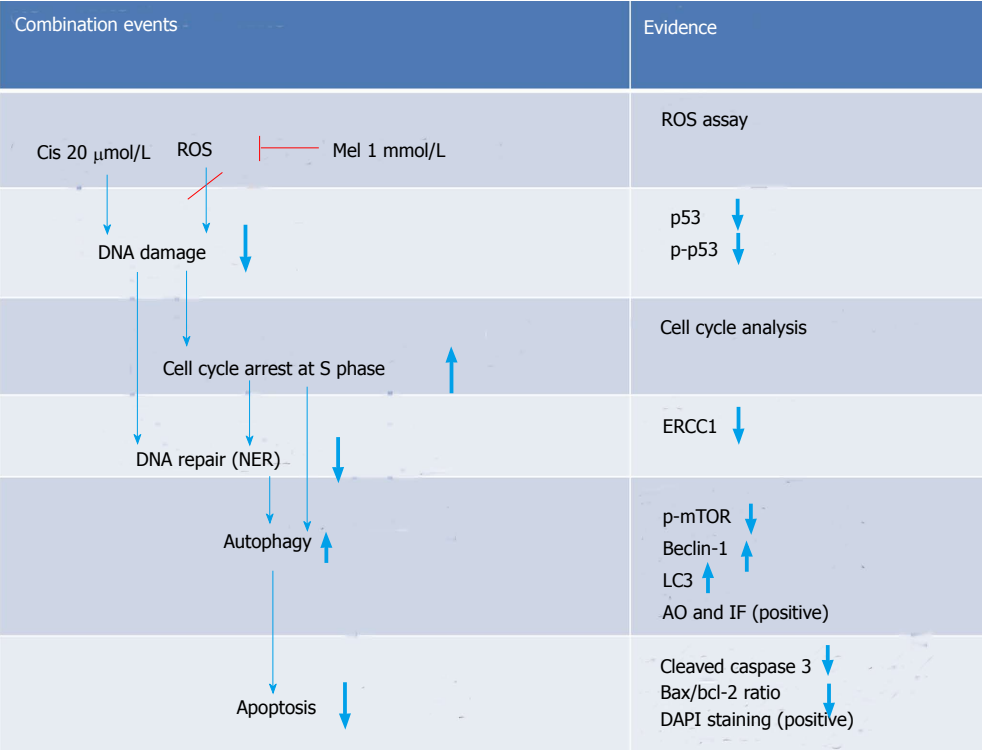 Combination events
Evidence
Cis 20 μmol/L
ROS
Mel 1 mmol/L
ROS assay
DNA damage
p53
p-p53
Cell cycle arrest at S phase
Cell cycle analysis
DNA repair (NER)
ERCC1
Autophagy
p-mTOR
Beclin-1
LC3
AO and IF (positive)
Apoptosis
Cleaved caspase 3
Bax/bcl-2 ratio
DAPI staining (positive)